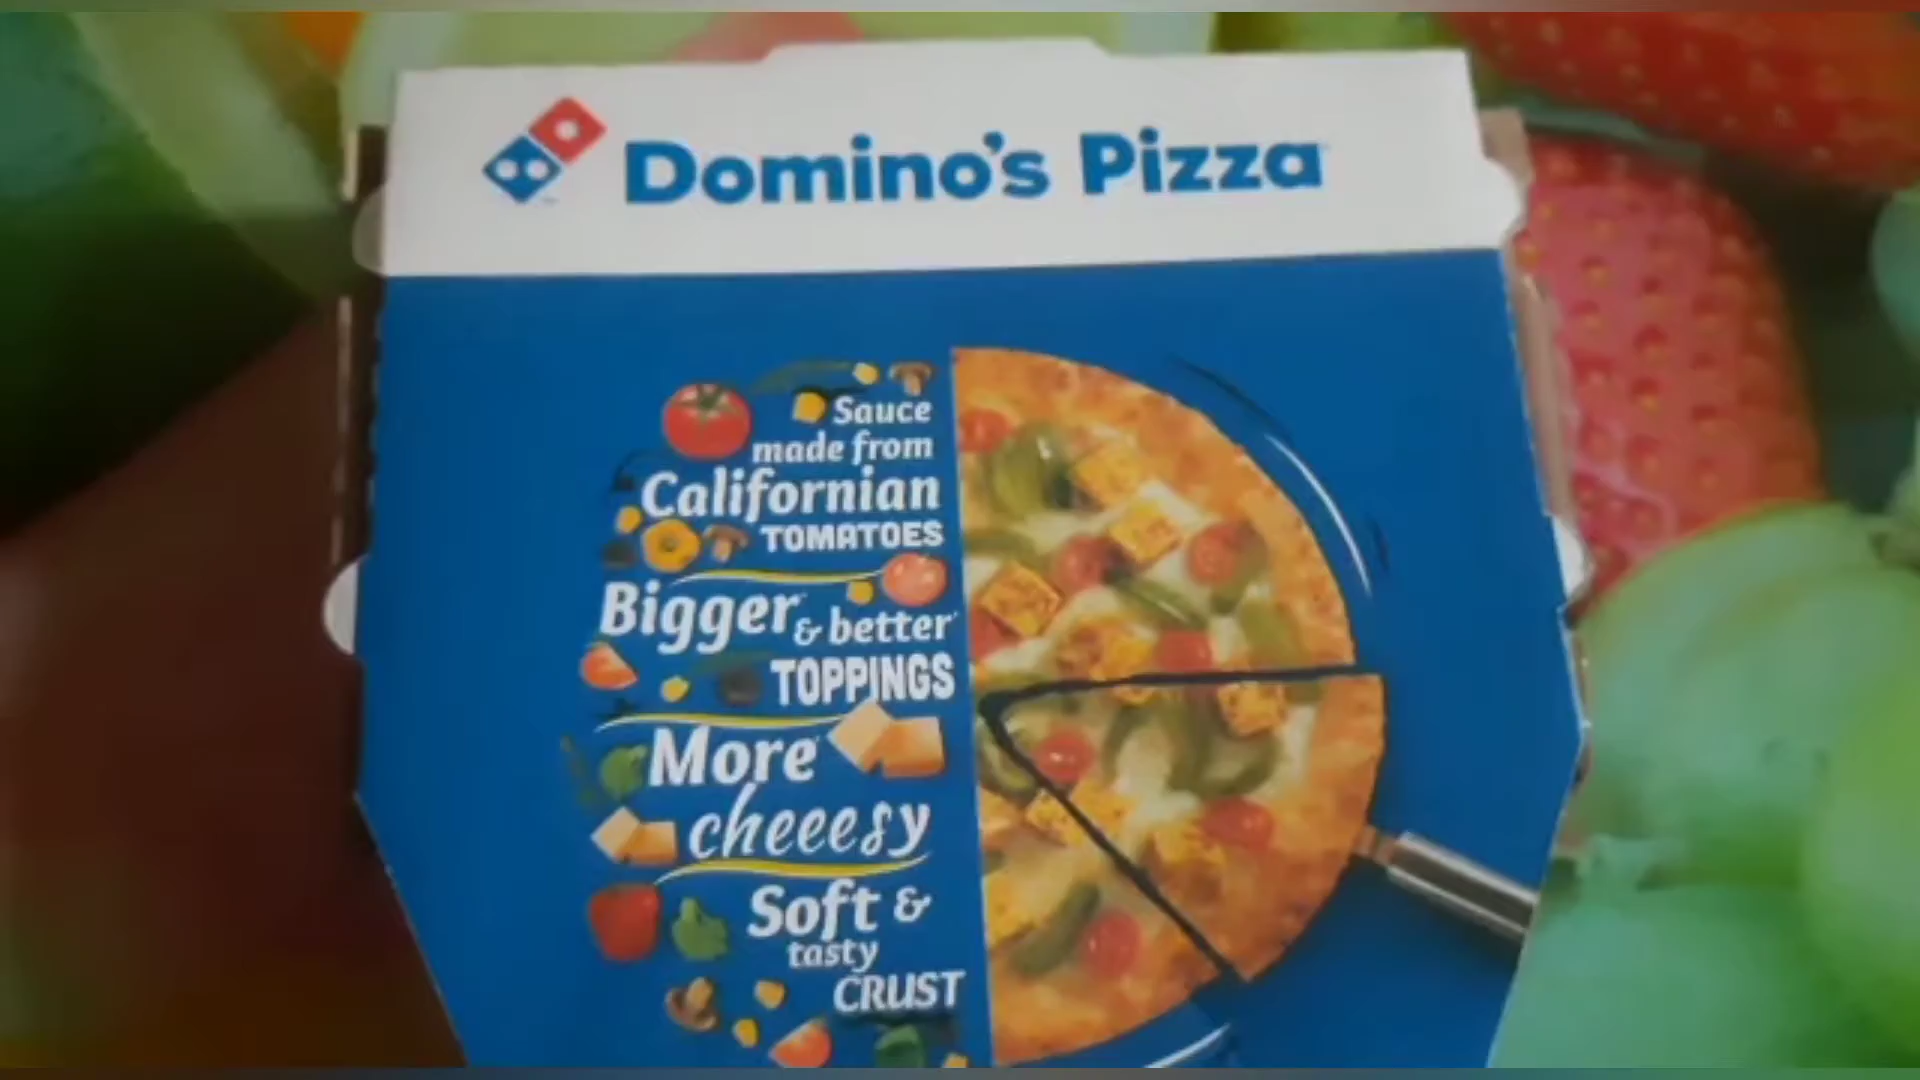 Domino's Pizza
Sauce
made from
Californian
TOMATOES
Bigger & better
TOPPINGS
More
cheeesy
Soft &
tasty
CRUST